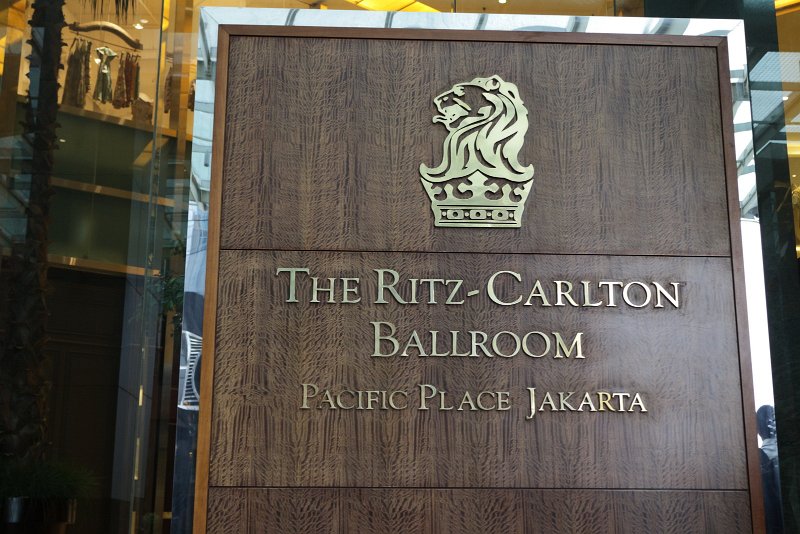 THE RITZ-CARLTON
BALLROOM
PACIFIC PLACE JAKARTA